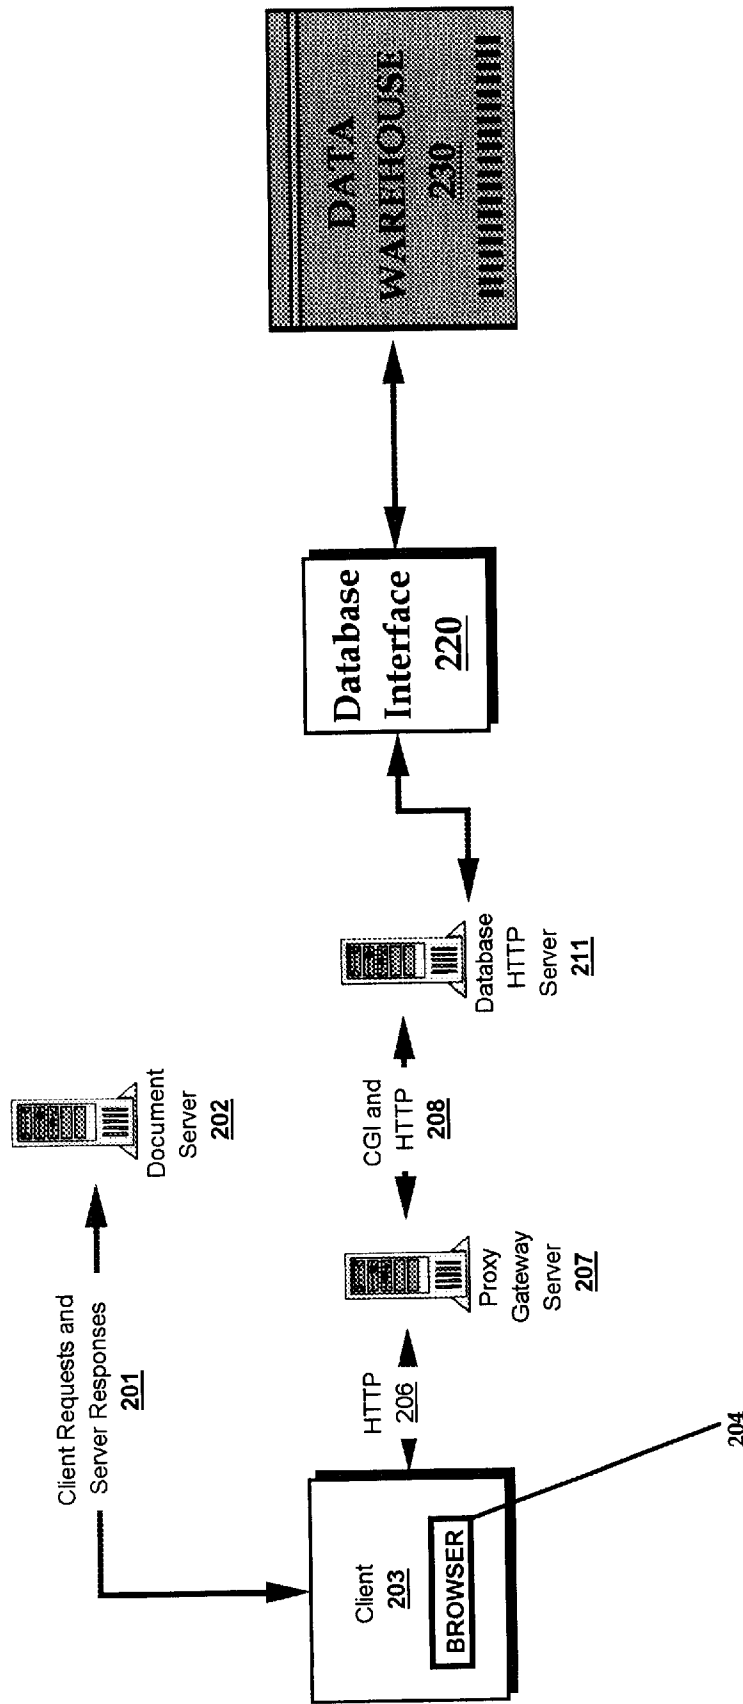 Client Requests and
Server Responses
201
Document
Server
202
Client
203
BROWSER
204
HTTP
206
Proxy
Gateway
Server
207
CGI and
HTTP
208
Database
HTTP
Server
211
Database
Interface
220
DATA
WAREHOUSE
230